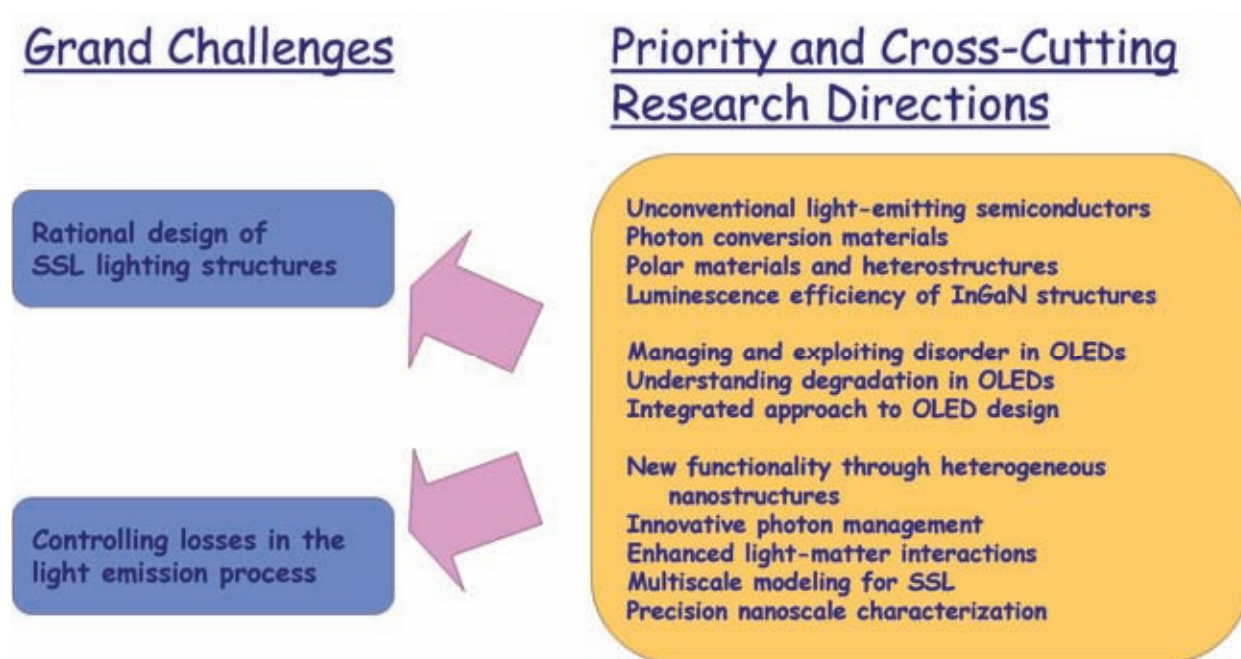 Grand Challenges
Rational design of
SSL lighting structures
Controlling losses in the
light emission process
Priority and Cross-Cutting
Research Directions
Unconventional light-emitting semiconductors
Photon conversion materials
Polar materials and heterostructures
Luminescence efficiency of InGaN structures
Managing and exploiting disorder in OLEDs
Understanding degradation in OLEDs
Integrated approach to OLED design
New functionality through heterogeneous
nanostructures
Innovative photon management
Enhanced light-matter interactions
Multiscale modeling for SSL
Precision nanoscale characterization